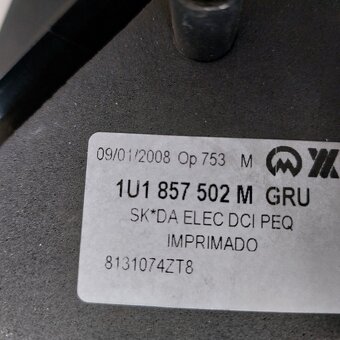 09/01/2008 Op 753 M
1U1 857 502 M GRU
SK*DA ELEC DCI PEQ
IMPRIMADO
8131074ZT8